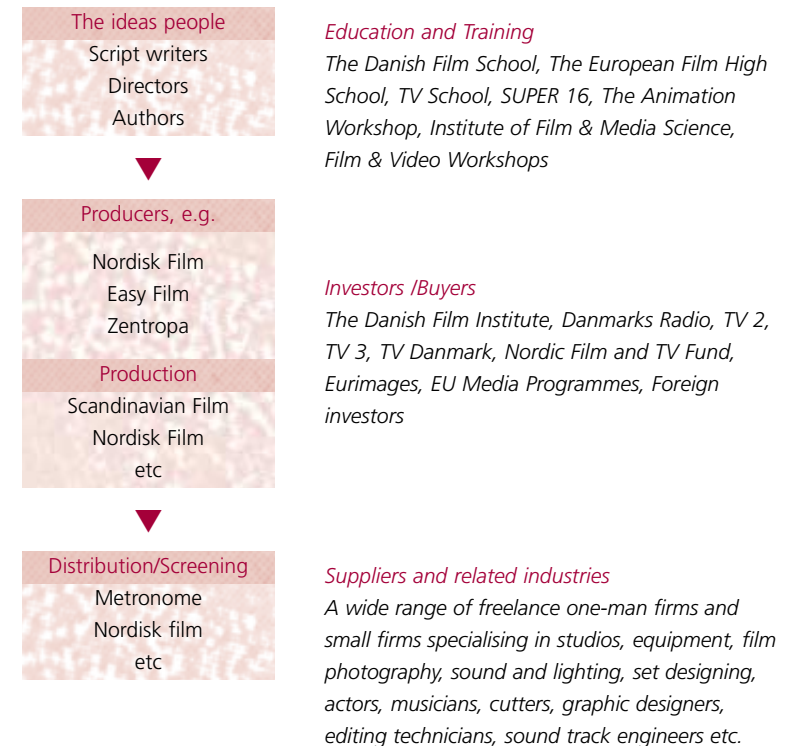 The ideas people
Script writers
Directors
Authors
Education and Training
The Danish Film School, The European Film High
School, TV School, SUPER 16, The Animation
Workshop, Institute of Film & Media Science,
Film & Video Workshops
Producers, e.g.
Nordisk Film
Easy Film
Zentropa
Production
Scandinavian Film
Nordisk Film
etc
Investors /Buyers
The Danish Film Institute, Danmarks Radio, TV 2,
TV 3, TV Danmark, Nordic Film and TV Fund,
Eurimages, EU Media Programmes, Foreign
investors
Distribution/Screening
Metronome
Nordisk film
etc
Suppliers and related industries
A wide range of freelance one-man firms and
small firms specialising in studios, equipment, film
photography, sound and lighting, set designing,
actors, musicians, cutters, graphic designers,
editing technicians, sound track engineers etc.